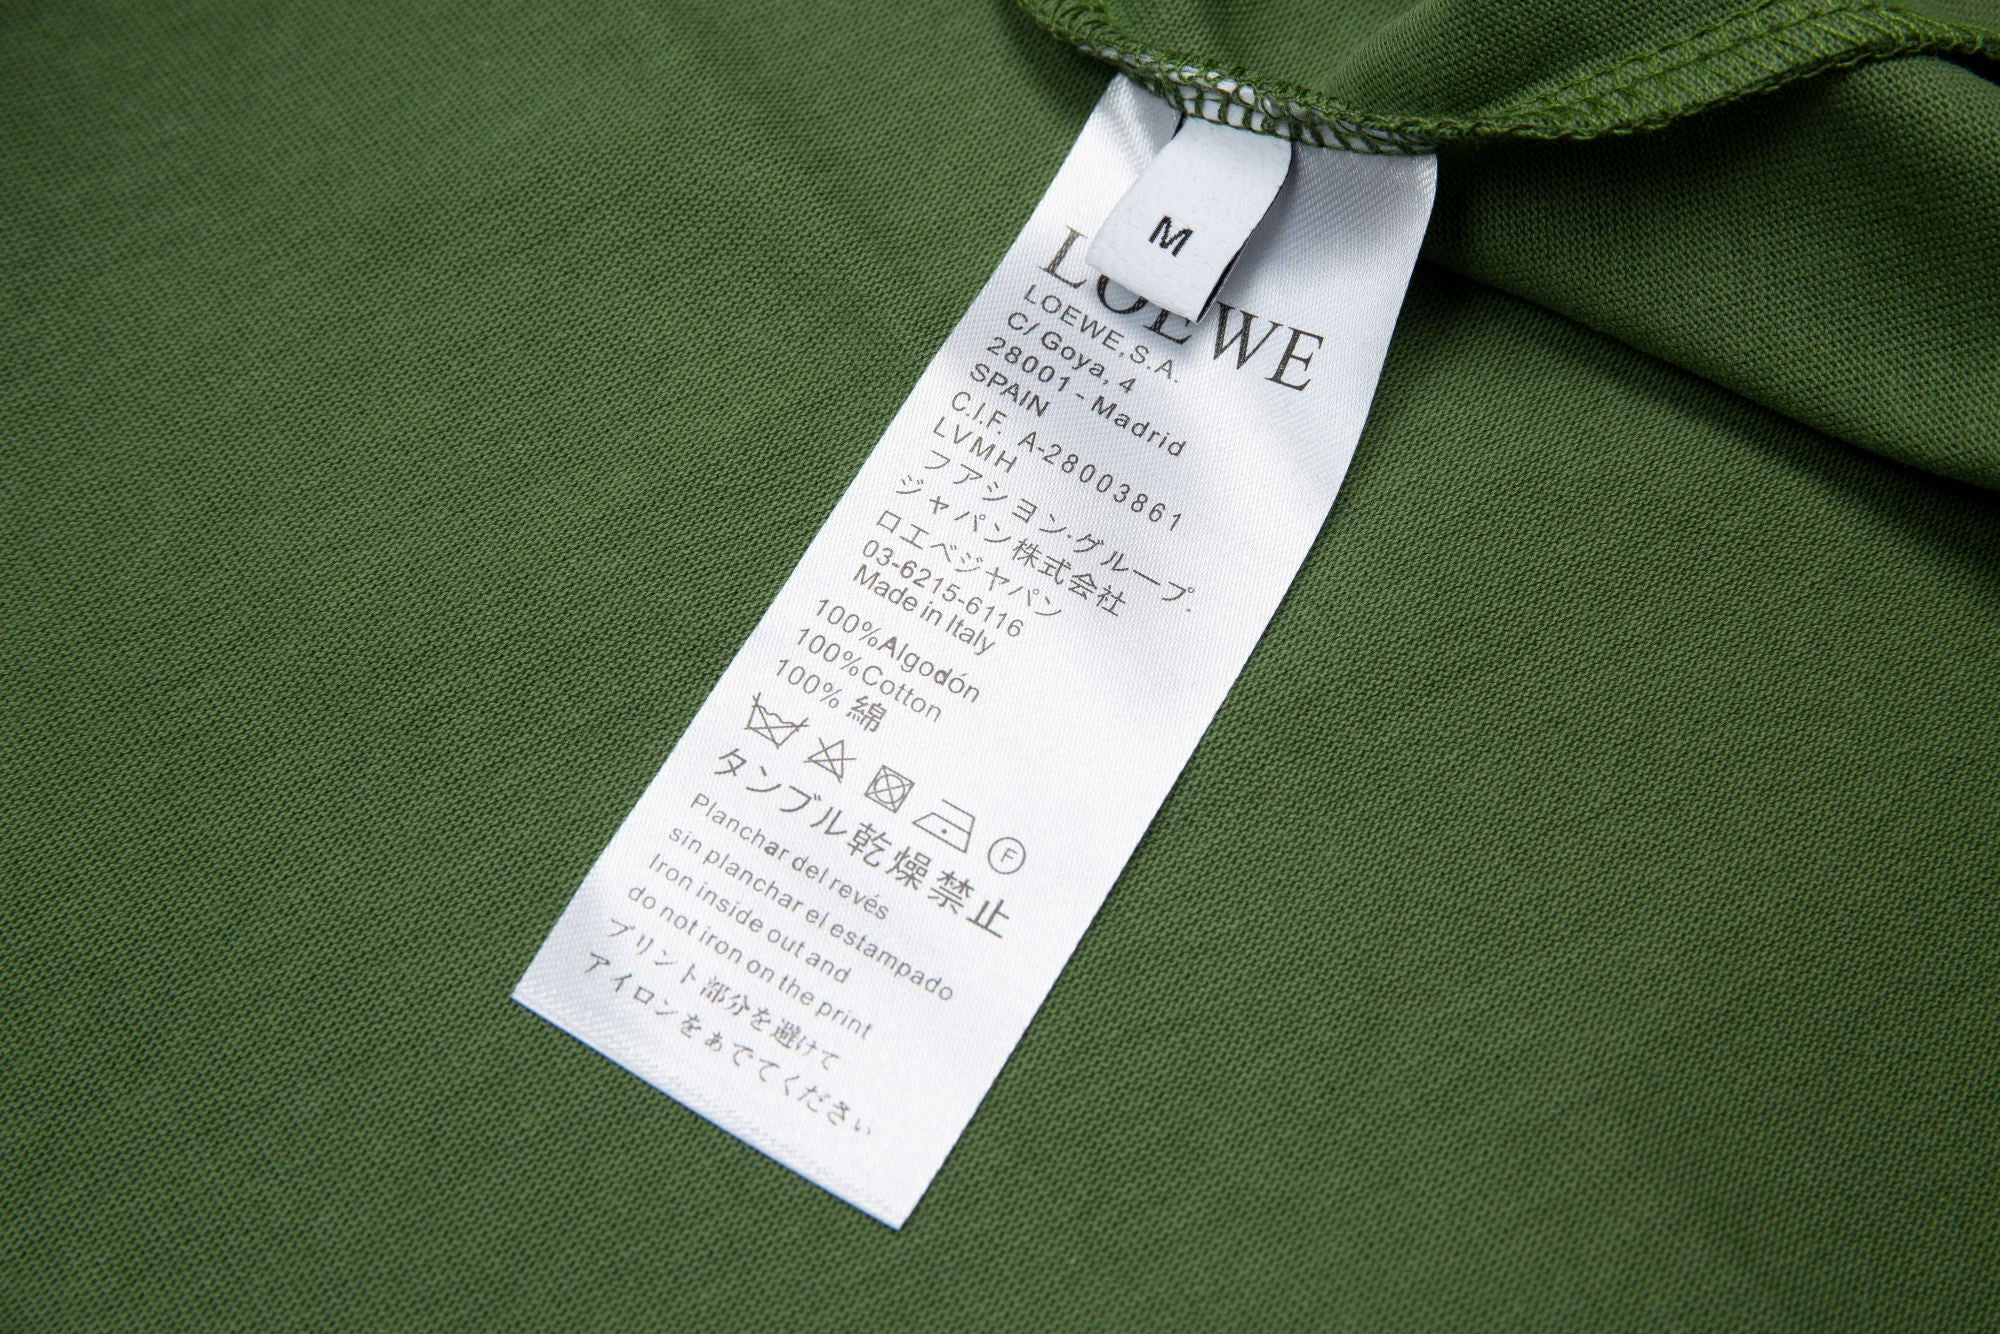 M
LOEWE
LOEWE, S.A.
C/ Goya, 4
28001 - Madrid
SPAIN
C.I.F. A-28003861
LVMH
フアシヨン·グループ.
ジャパン株式会社
ロエベジヤパン
03-6215-6116
Made in Italy
100%Algodón
100%Cotton
100% 綿
F
タンブル乾燥禁止
Planchar del revés
sin planchar el estampado
Iron inside out and
do not iron on the print
プリント部分を避けて
アイロンをあててください